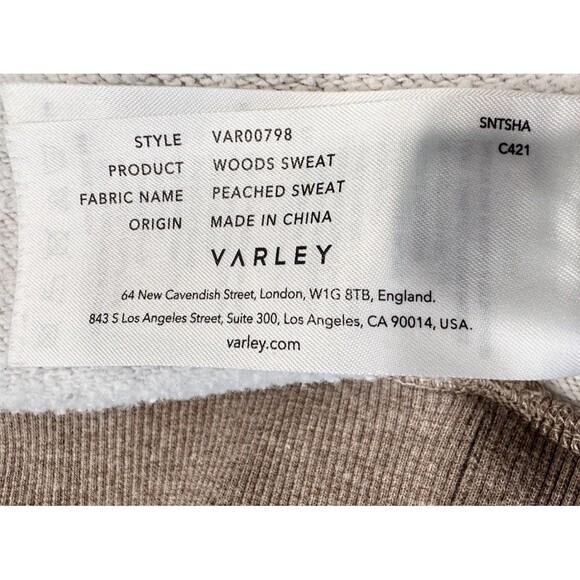 STYLE VAR00798 SNTSHA
PRODUCT WOODS SWEAT C421
FABRIC NAME PEACHED SWEAT
ORIGIN MADE IN CHINA
VARLEY
64 New Cavendish Street, London, W1G 8TB, England.
843 S Los Angeles Street, Suite 300, Los Angeles, CA 90014, USA.
varley.com